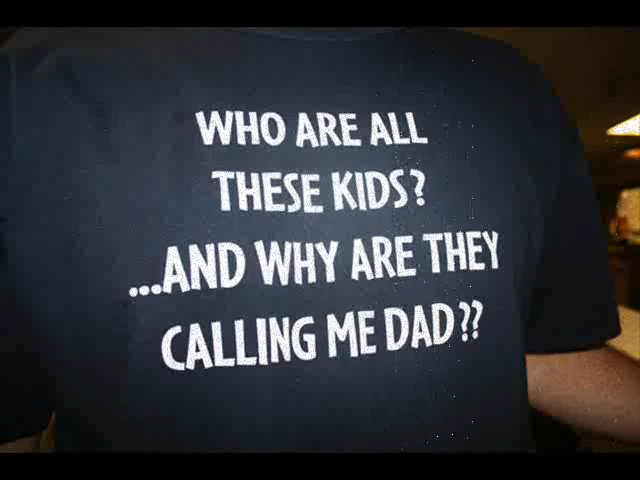 WHO ARE ALL
THESE KIDS?
...AND WHY ARE THEY
CALLING ME DAD??